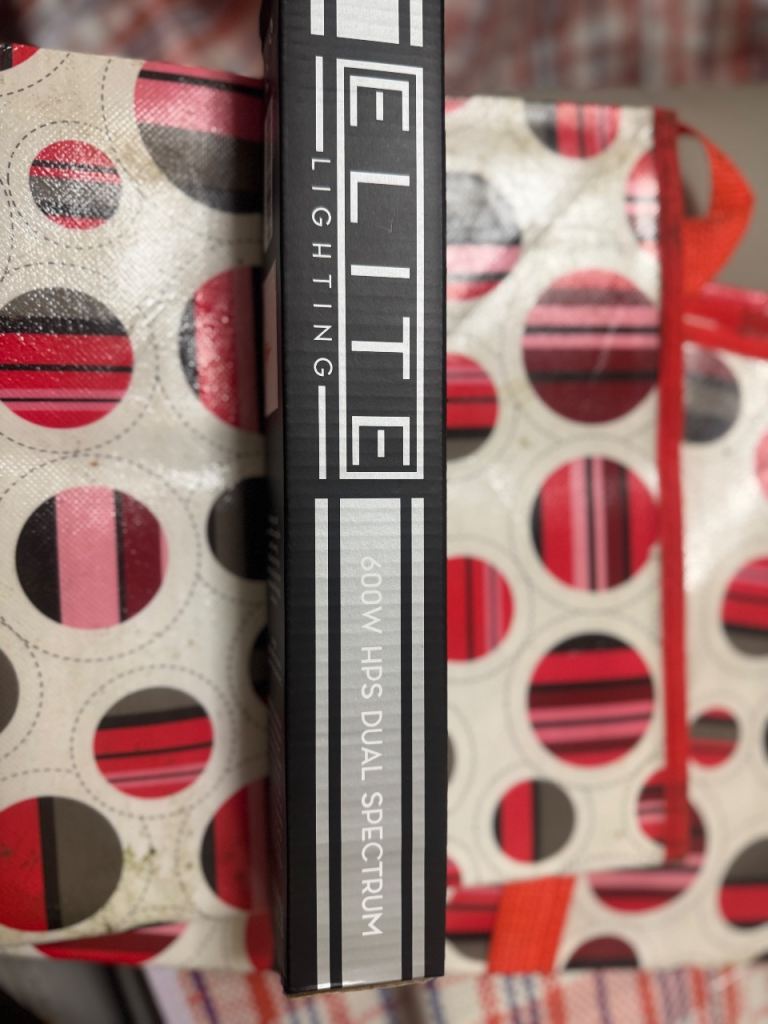 ELITE
LIGHTING
600W HPS DUAL SPECTRUM